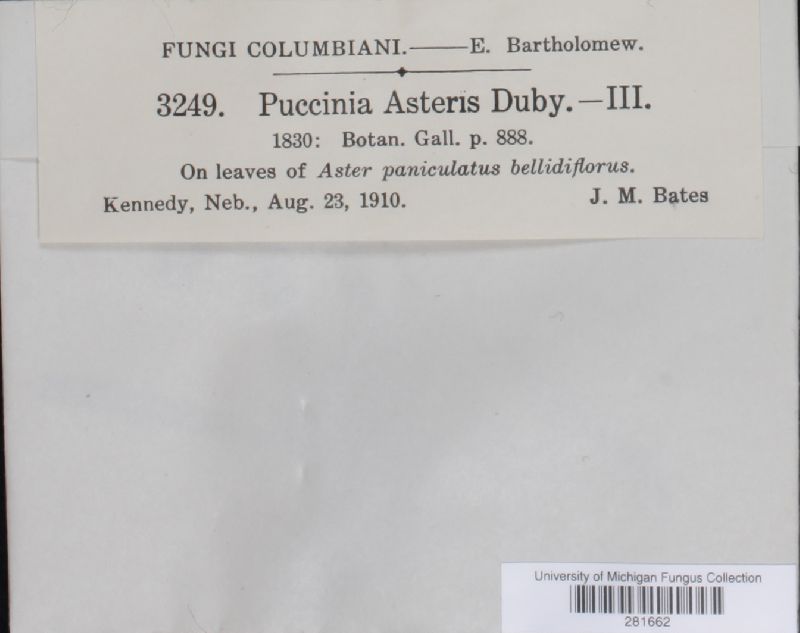 FUNGI COLUMBIANI.——E. Bartholomew.
3249. Puccinia Asteris Duby.—III.
1830: Botan. Gall. p. 888.
On leaves of Aster paniculatus bellidiflorus.
Kennedy, Neb., Aug. 23, 1910. J. M. Bates
University of Michigan Fungus Collection
281662